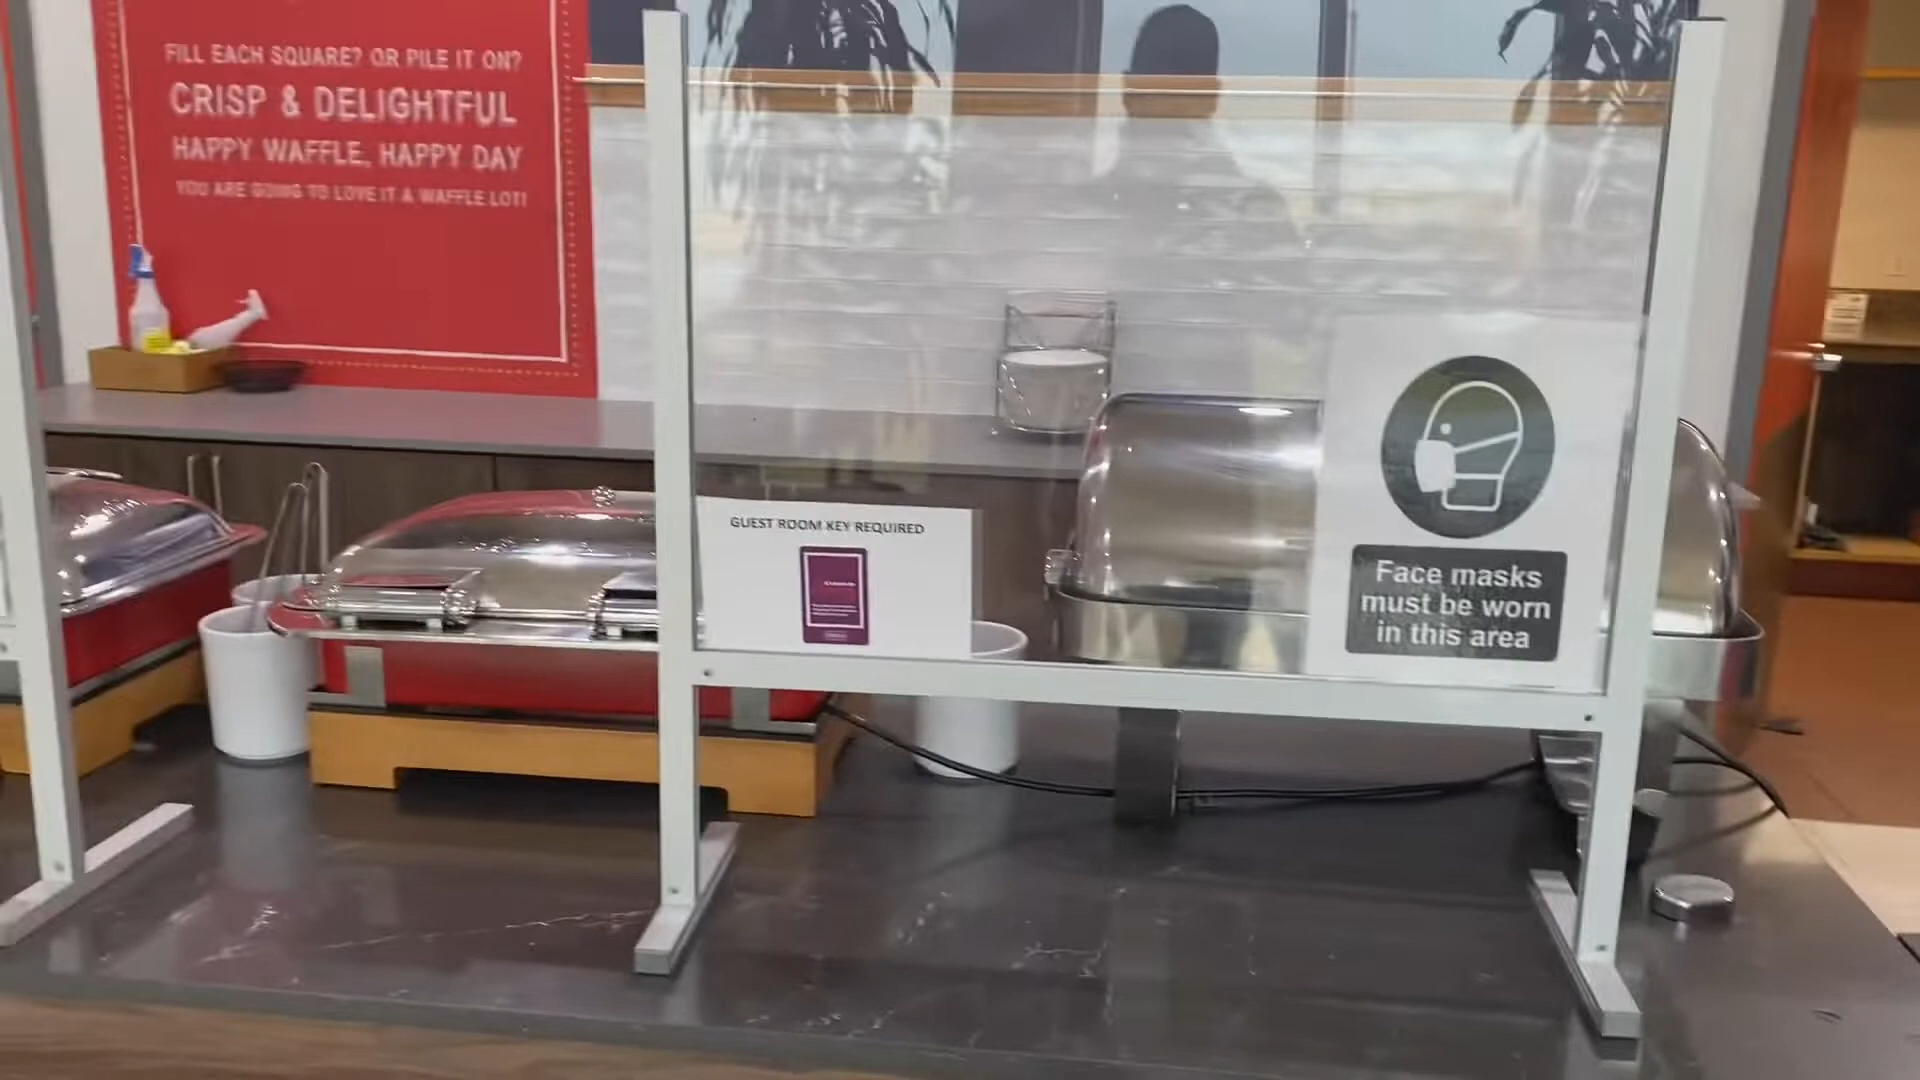 FILL EACH SQUARE? OR PILE IT ON?
CRISP & DELIGHTFUL
HAPPY WAFFLE, HAPPY DAY
YOU ARE GOING TO LOVE IT A WAFFLE LOT!
GUEST ROOM KEY REQUIRED
Face masks
must be worn
in this area